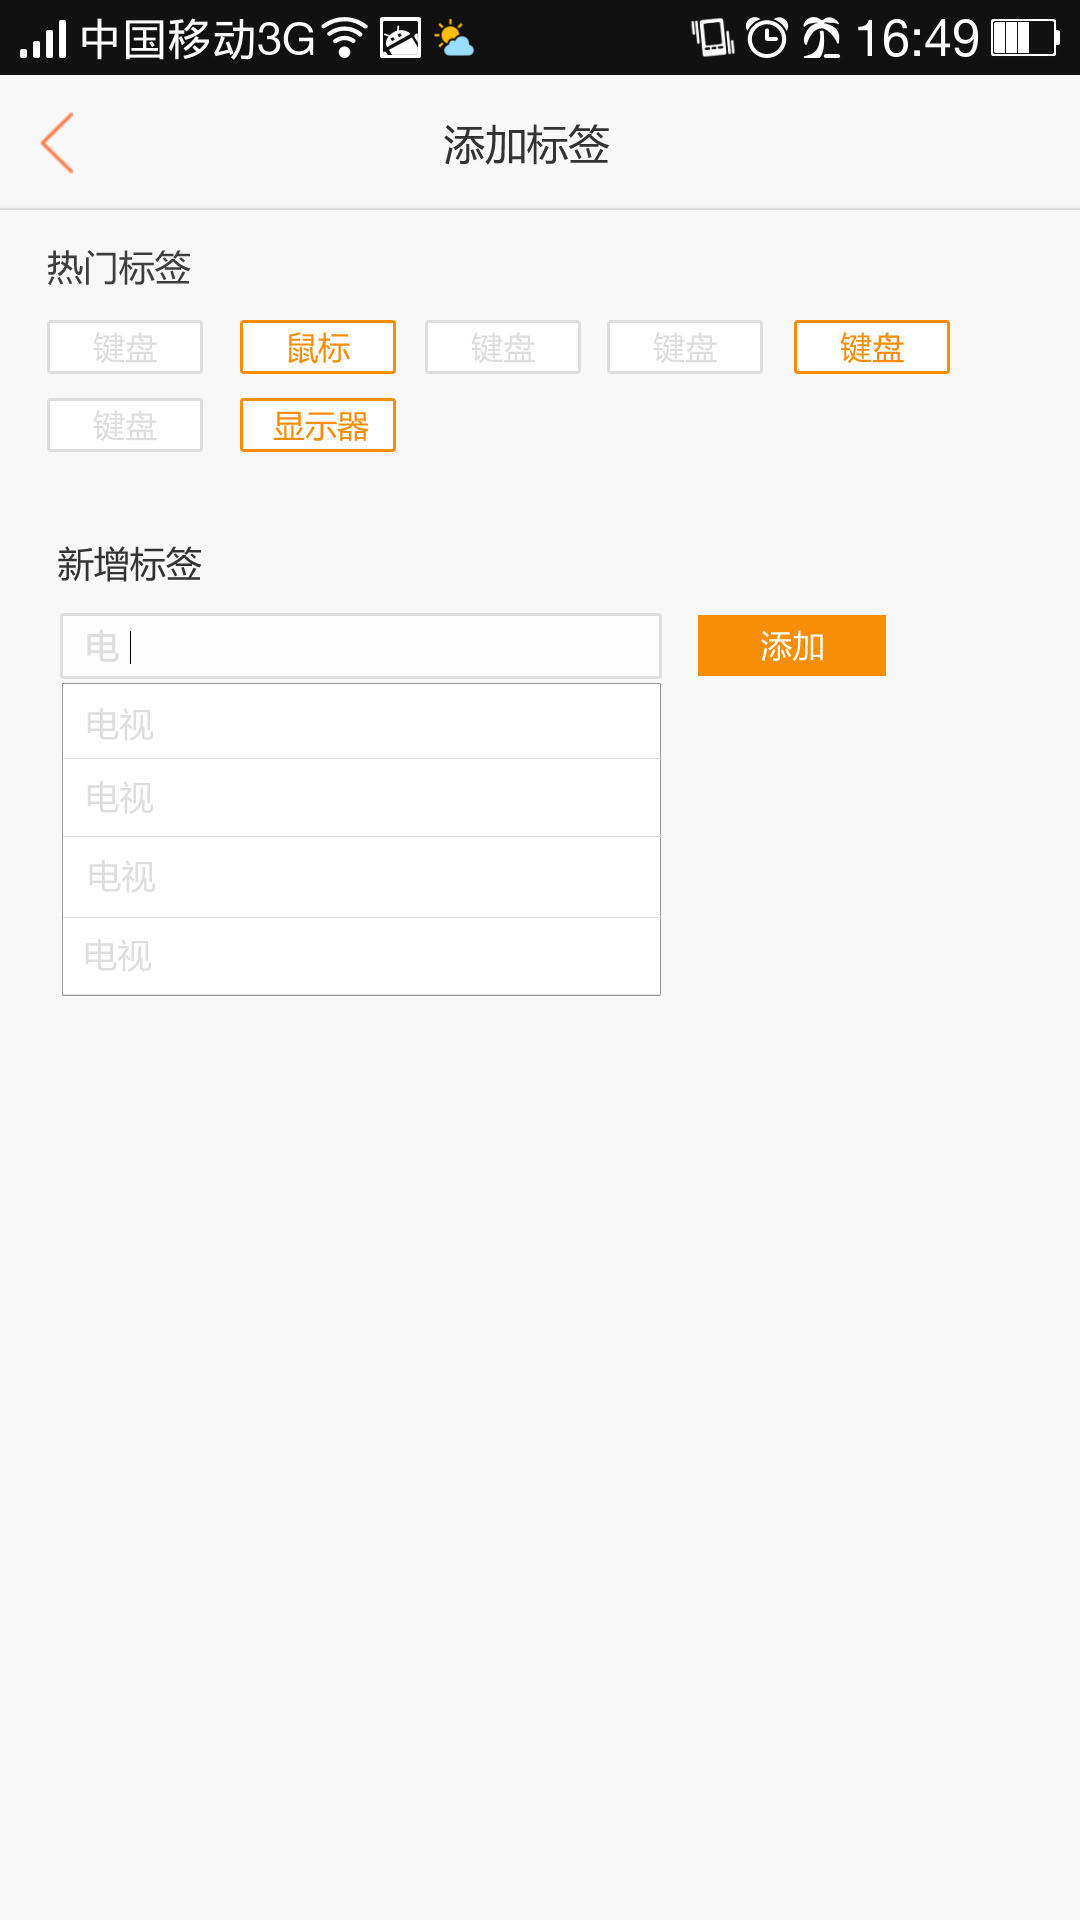 中国移动3G 16:49
添加标签
热门标签
键盘 鼠标 键盘 键盘 键盘
键盘 显示器
新增标签
电 添加
电视
电视
电视
电视